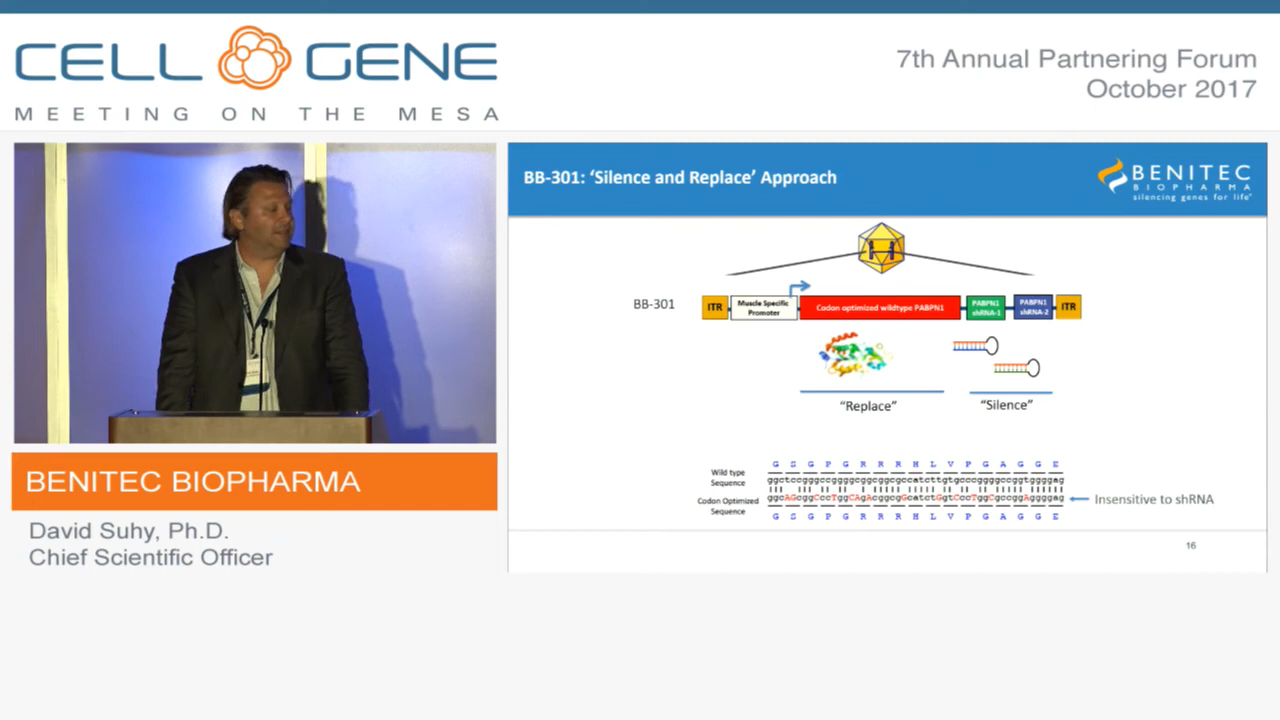 CELL GENE
MEETING ON THE MESA
7th Annual Partnering Forum
October 2017
BB-301: ‘Silence and Replace’ Approach
BENITEC
BIOPHARMA
silencing genes for life®
BB-301
ITR
Muscle Specific
Promoter
Codon optimized wildtype PABPN1
PABPN1
shRNA-1
PABPN1
shRNA-2
ITR
“Replace”
“Silence”
G S G P G R R R H L V P G A G G E
Wild type
Sequence
ggctccgggccggggcggcggcgccatcttgtgcccggggccggtggggag
Codon Optimized
Sequence
ggcAGcggCccTggCAgAcggcgGcatctGgtCccTggCgccggAggggag
Insensitive to shRNA
G S G P G R R R H L V P G A G G E
16
BENITEC BIOPHARMA
David Suhy, Ph.D.
Chief Scientific Officer